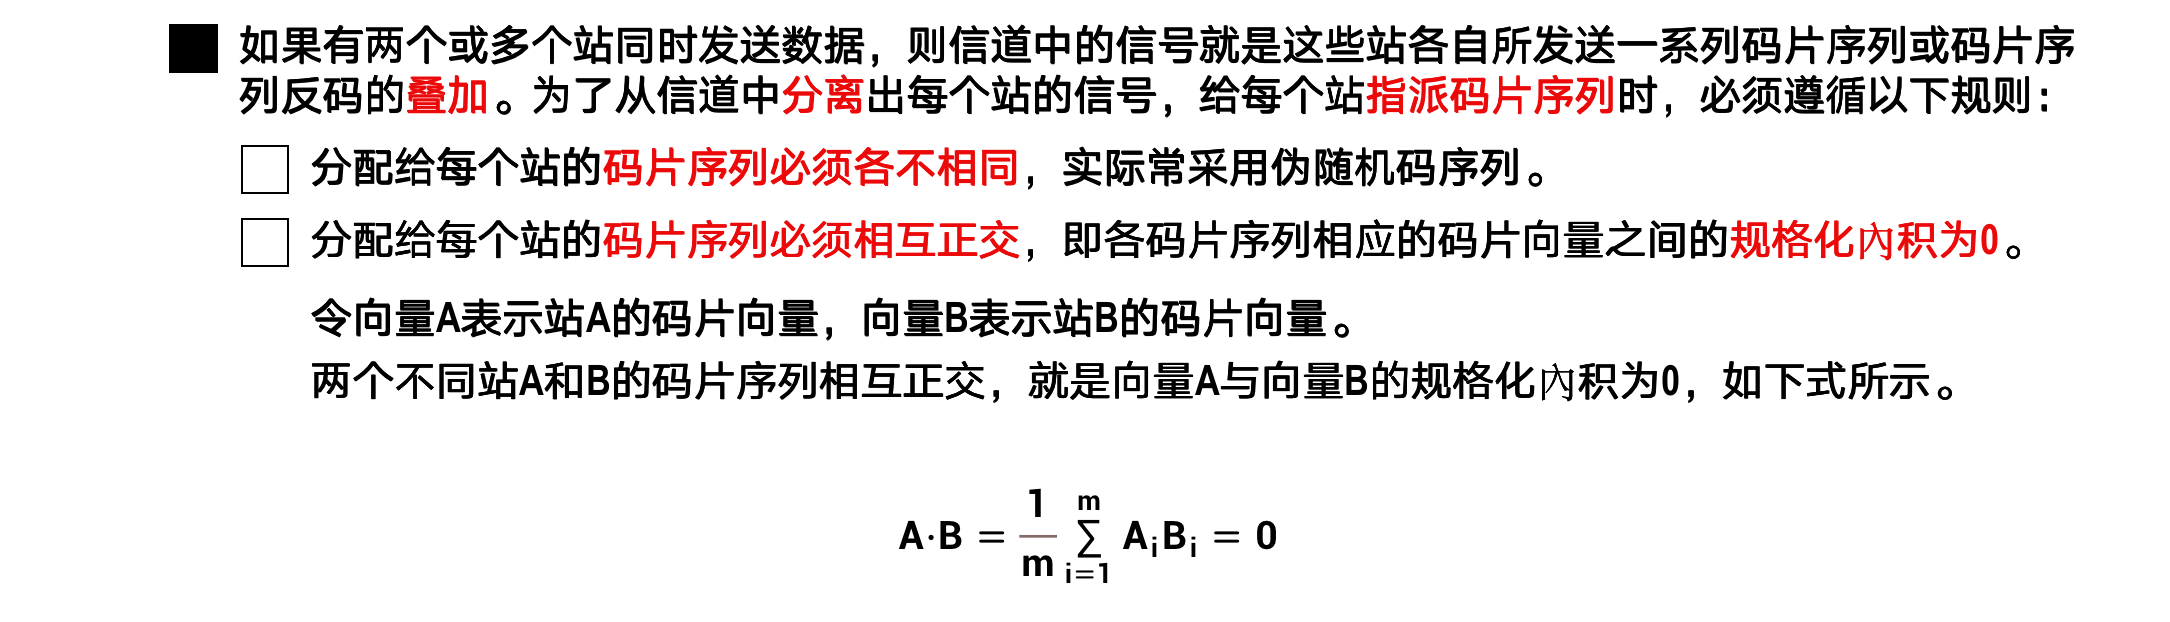 如果有两个或多个站同时发送数据，则信道中的信号就是这些站各自所发送一系列码片序列或码片序
列反码的叠加。为了从信道中分离出每个站的信号，给每个站指派码片序列时，必须遵循以下规则：
分配给每个站的码片序列必须各不相同，实际常采用伪随机码序列。
分配给每个站的码片序列必须相互正交，即各码片序列相应的码片向量之间的规格化內积为0。
令向量A表示站A的码片向量，向量B表示站B的码片向量。
两个不同站A和B的码片序列相互正交，就是向量A与向量B的规格化內积为0，如下式所示。
A·B = 1/m ∑_{i=1}^{m} A_i B_i = 0